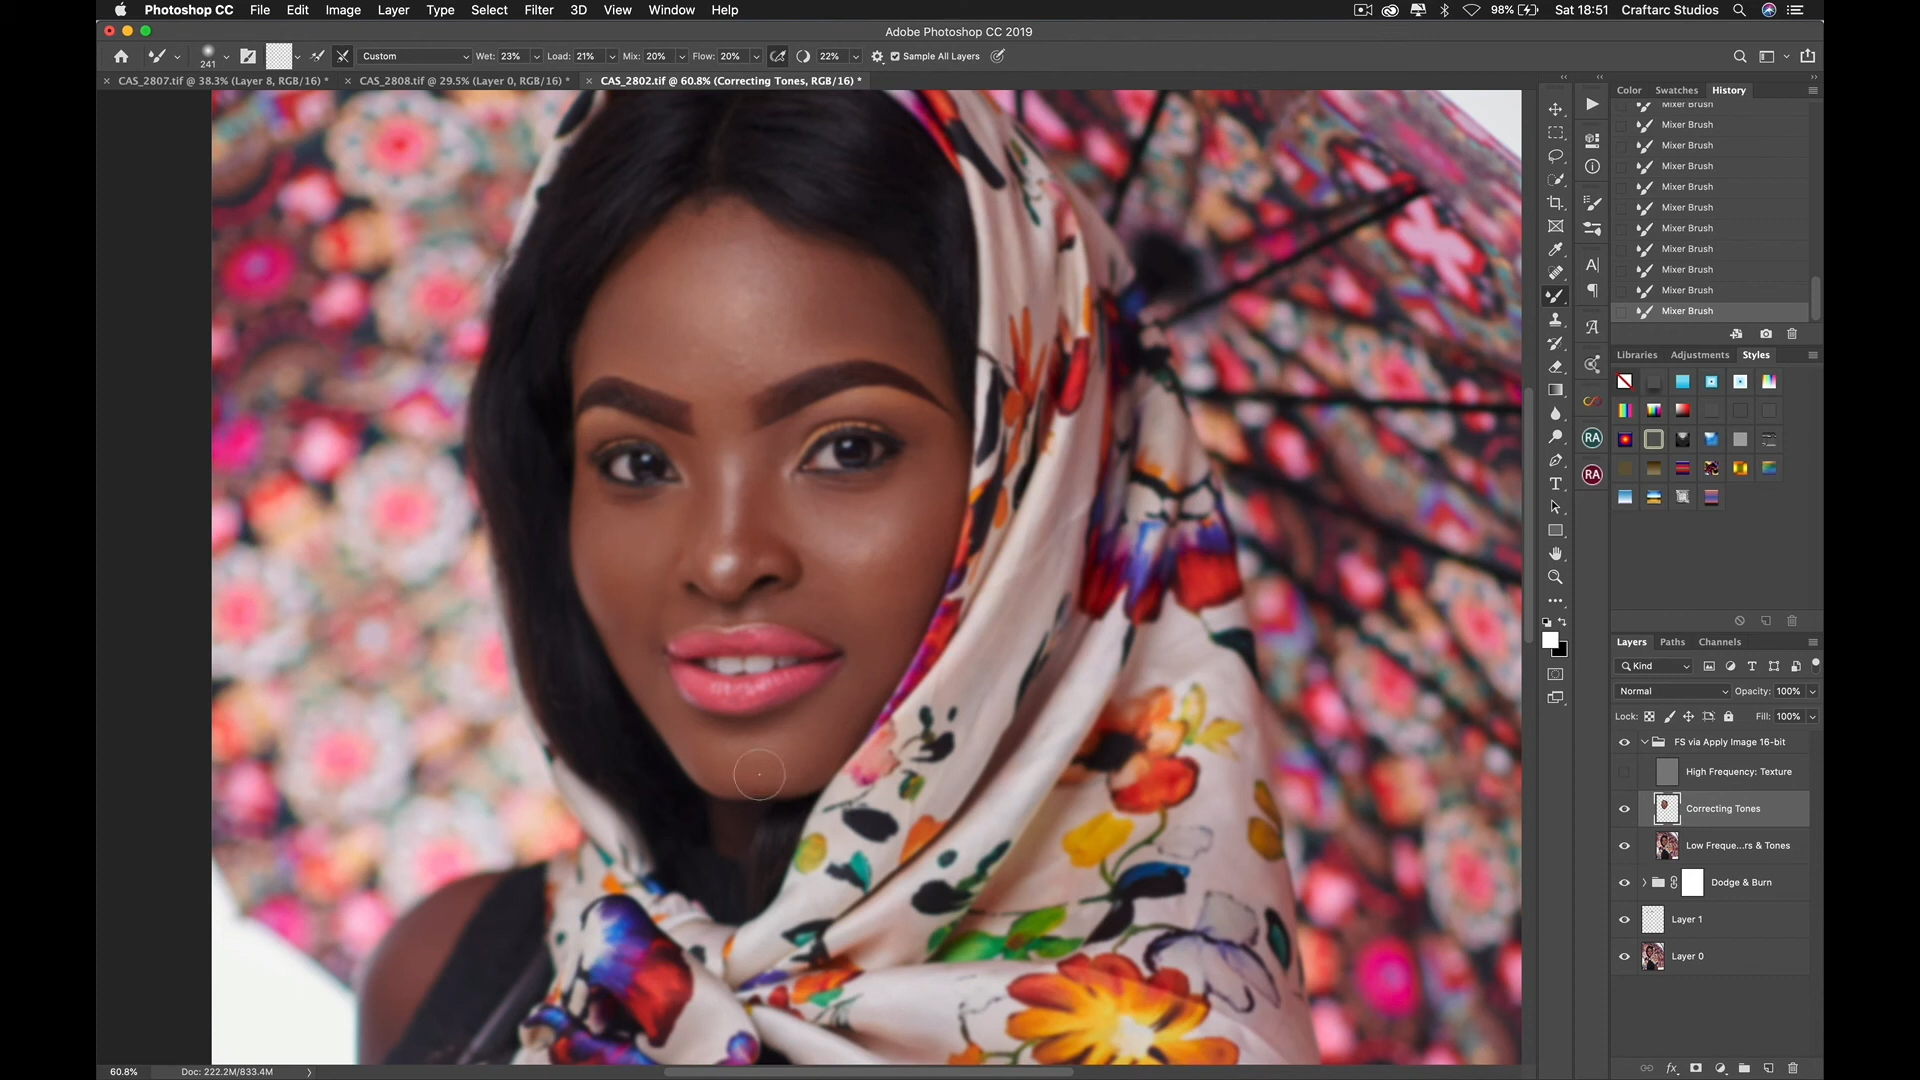 Photoshop CC File Edit Image Layer Type Select Filter 3D View Window Help 98% Sat 18:51 Craftarc Studios
Adobe Photoshop CC 2019
241 Custom Wet: 23% Load: 21% Mix: 20% Flow: 20% 22% Sample All Layers
CAS_2807.tif @ 38.3% (Layer 8, RGB/16) * CAS_2808.tif @ 29.5% (Layer 0, RGB/16) * CAS_2802.tif @ 60.8% (Correcting Tones, RGB/16) *
Color Swatches History
Mixer Brush
Mixer Brush
Mixer Brush
Mixer Brush
Mixer Brush
Mixer Brush
Mixer Brush
Mixer Brush
Mixer Brush
Mixer Brush
Mixer Brush
Libraries Adjustments Styles
RA
RA
Layers Paths Channels
Kind
Normal Opacity: 100%
Lock: Fill: 100%
FS via Apply Image 16-bit
High Frequency: Texture
Correcting Tones
Low Freque...rs & Tones
Dodge & Burn
Layer 1
Layer 0
fx
60.8% Doc: 222.2M/833.4M